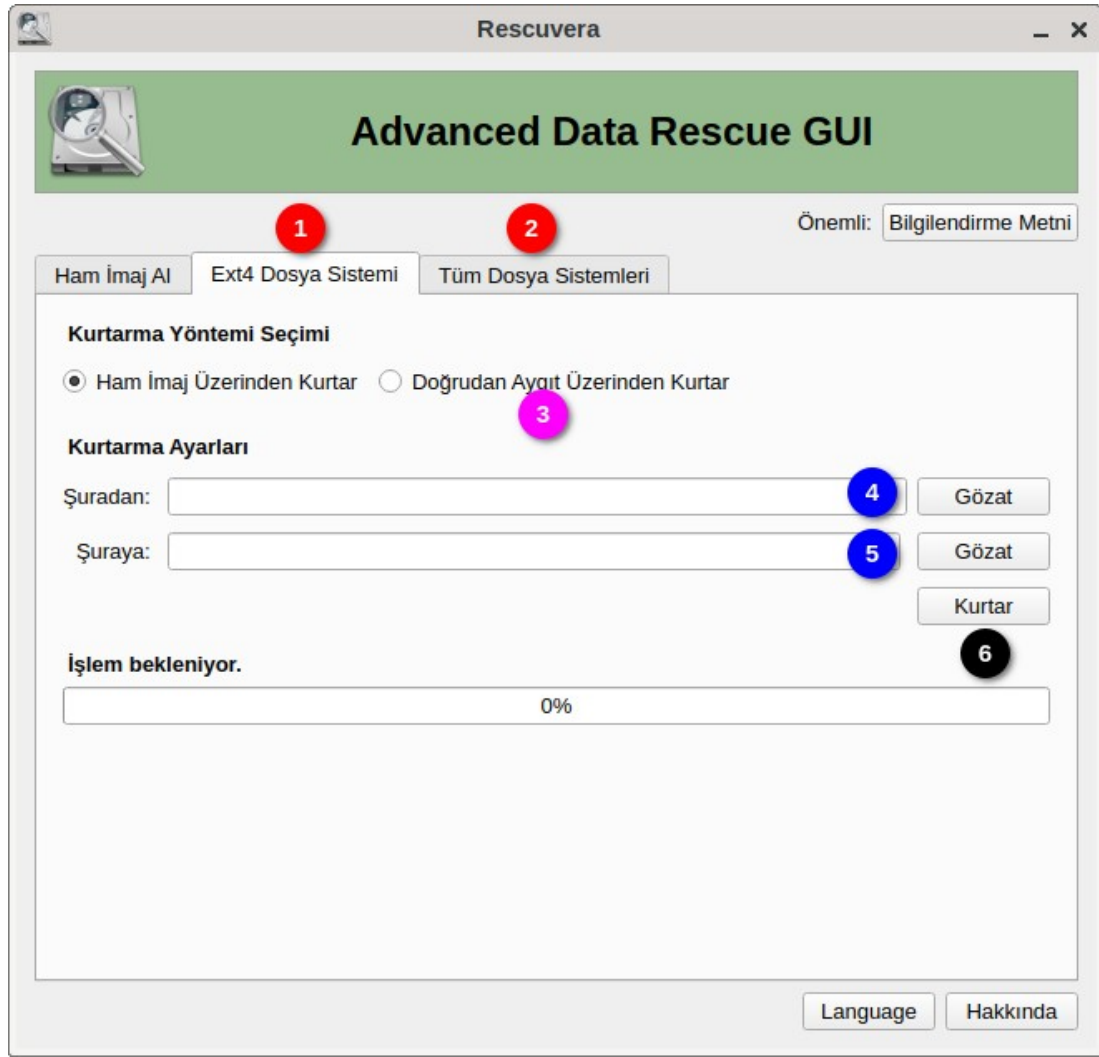 Rescuvera
Advanced Data Rescue GUI
Önemli: Bilgilendirme Metni
1 2
Ham İmaj Al Ext4 Dosya Sistemi Tüm Dosya Sistemleri
Kurtarma Yöntemi Seçimi
Ham İmaj Üzerinden Kurtar Doğrudan Aygıt Üzerinden Kurtar
3
Kurtarma Ayarları
Şuradan: 4 Gözat
Şuraya: 5 Gözat
Kurtar
6
İşlem bekleniyor.
0%
Language Hakkında